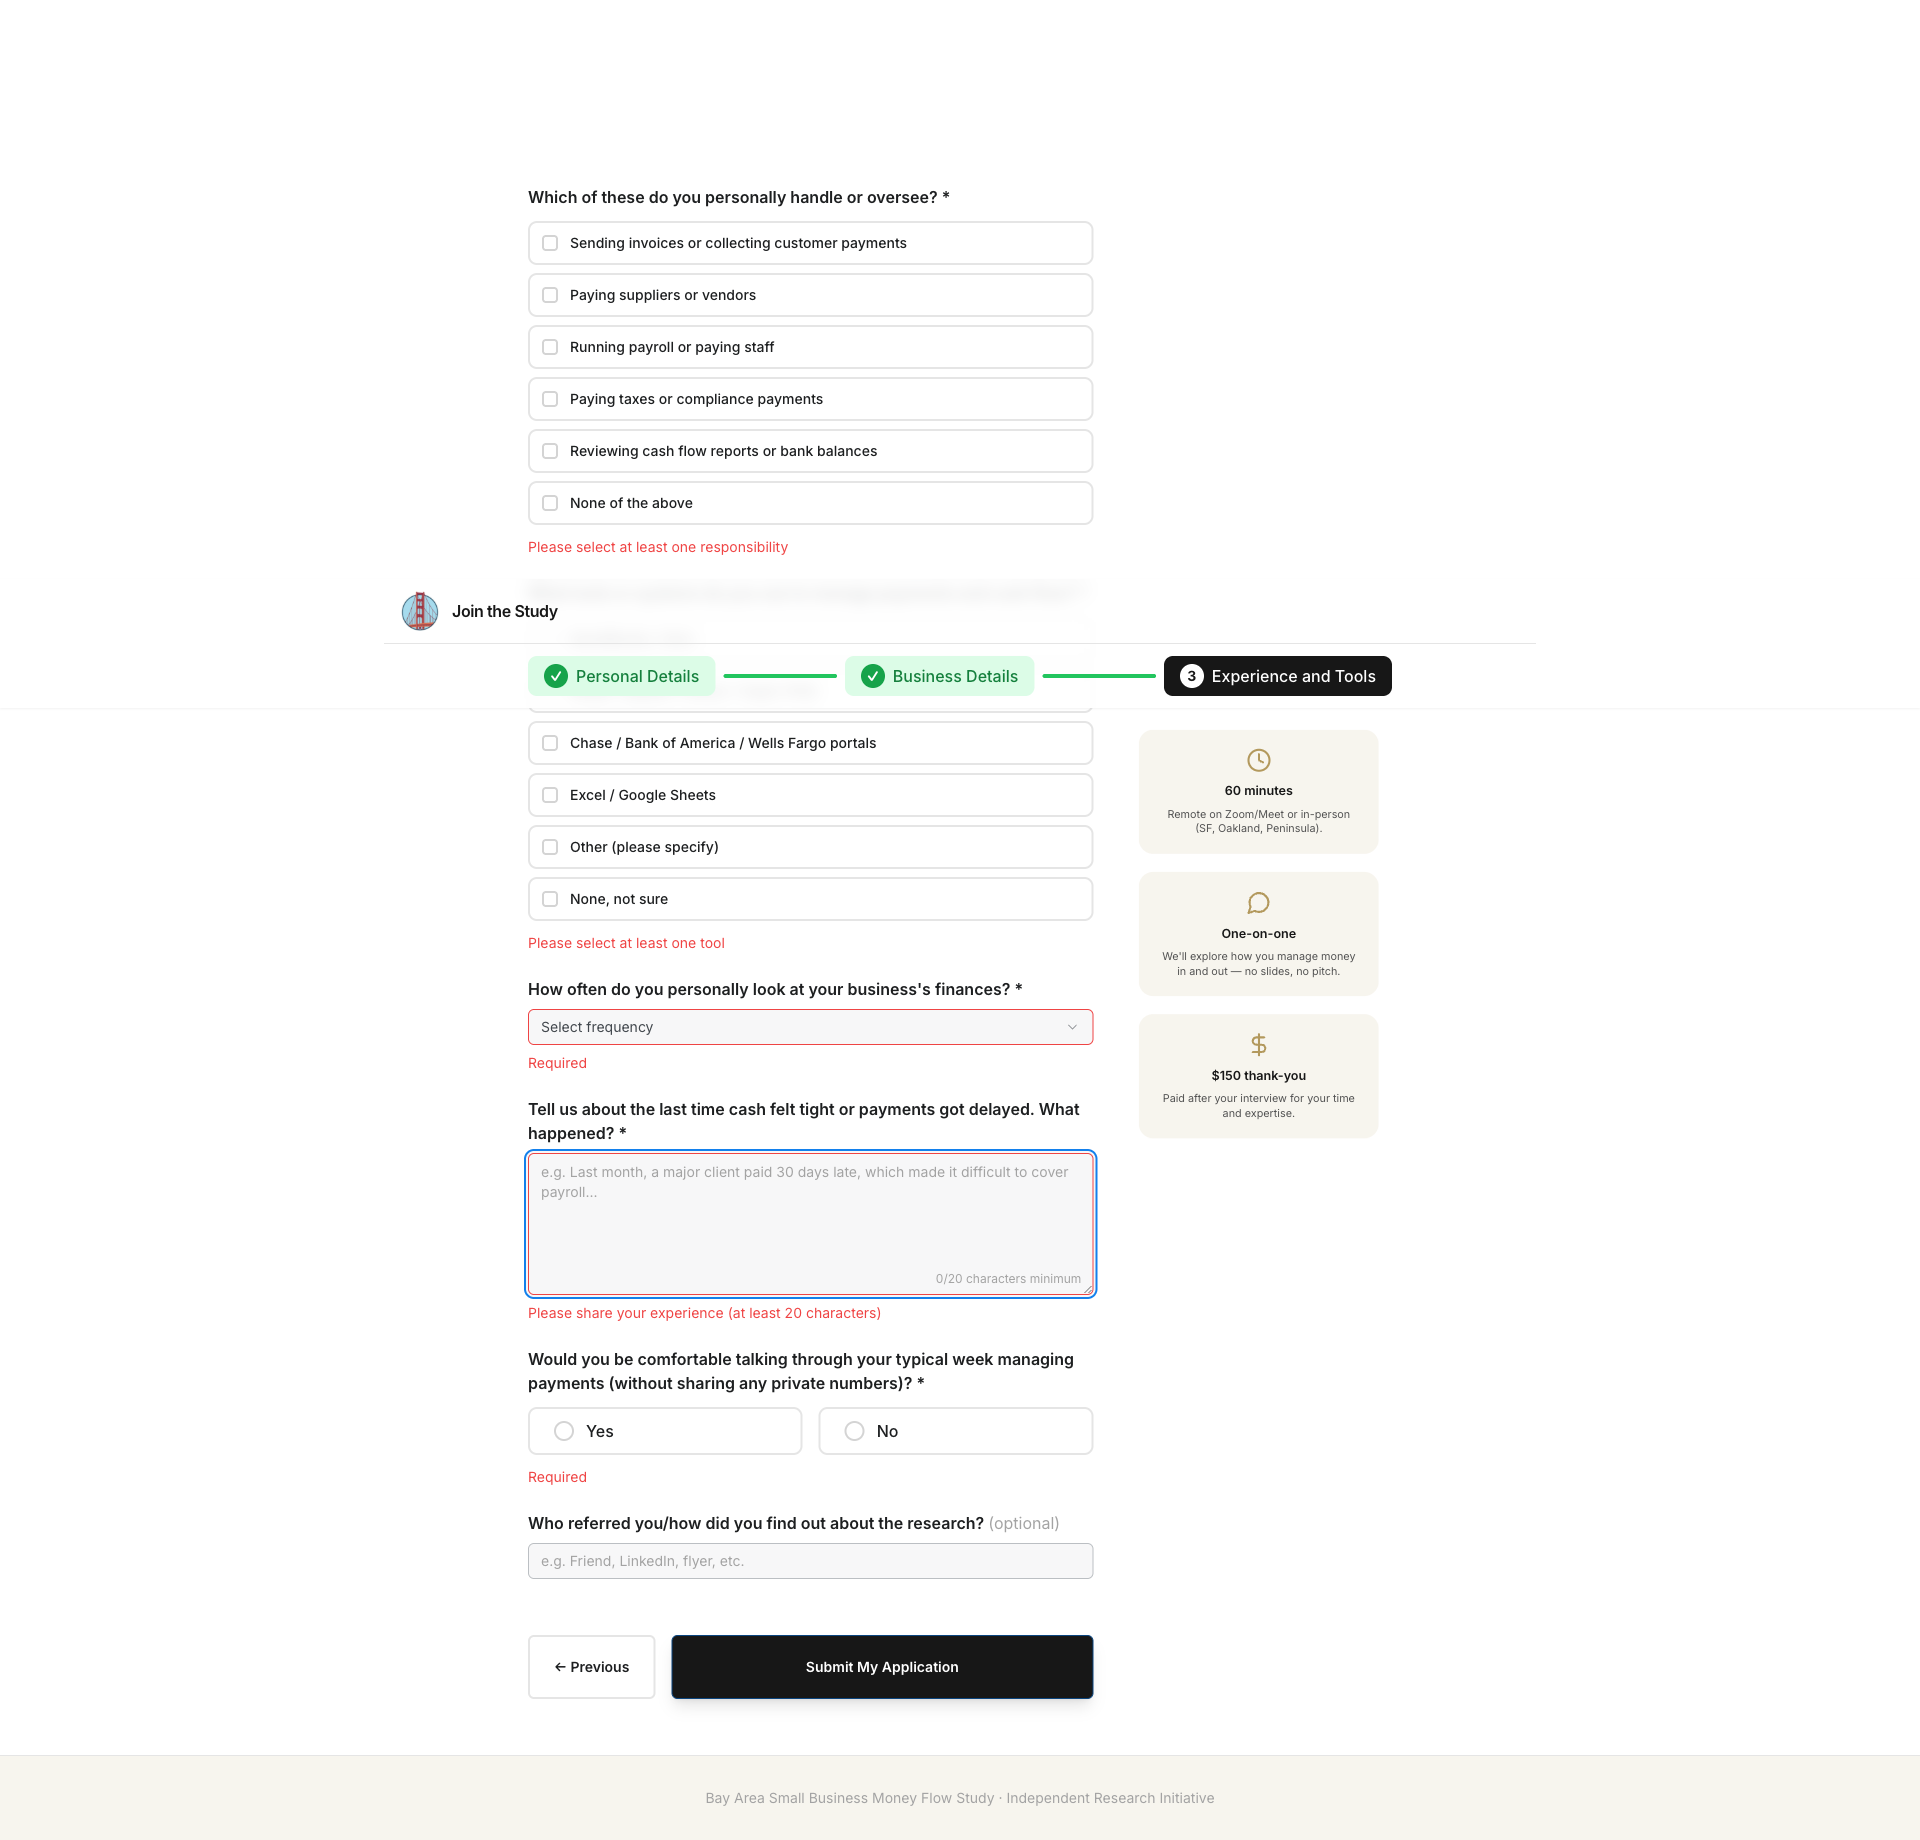 Which of these do you personally handle or oversee? *
Sending invoices or collecting customer payments
Paying suppliers or vendors
Running payroll or paying staff
Paying taxes or compliance payments
Reviewing cash flow reports or bank balances
None of the above
Please select at least one responsibility
Join the Study
Personal Details
Business Details
3 Experience and Tools
Chase / Bank of America / Wells Fargo portals
Excel / Google Sheets
Other (please specify)
None, not sure
Please select at least one tool
How often do you personally look at your business's finances? *
Select frequency
Required
Tell us about the last time cash felt tight or payments got delayed. What
happened? *
e.g. Last month, a major client paid 30 days late, which made it difficult to cover
payroll...
0/20 characters minimum
Please share your experience (at least 20 characters)
Would you be comfortable talking through your typical week managing
payments (without sharing any private numbers)? *
Yes
No
Required
Who referred you/how did you find out about the research? (optional)
e.g. Friend, LinkedIn, flyer, etc.
← Previous
Submit My Application
60 minutes
Remote on Zoom/Meet or in-person
(SF, Oakland, Peninsula).
One-on-one
We'll explore how you manage money
in and out — no slides, no pitch.
$150 thank-you
Paid after your interview for your time
and expertise.
Bay Area Small Business Money Flow Study · Independent Research Initiative